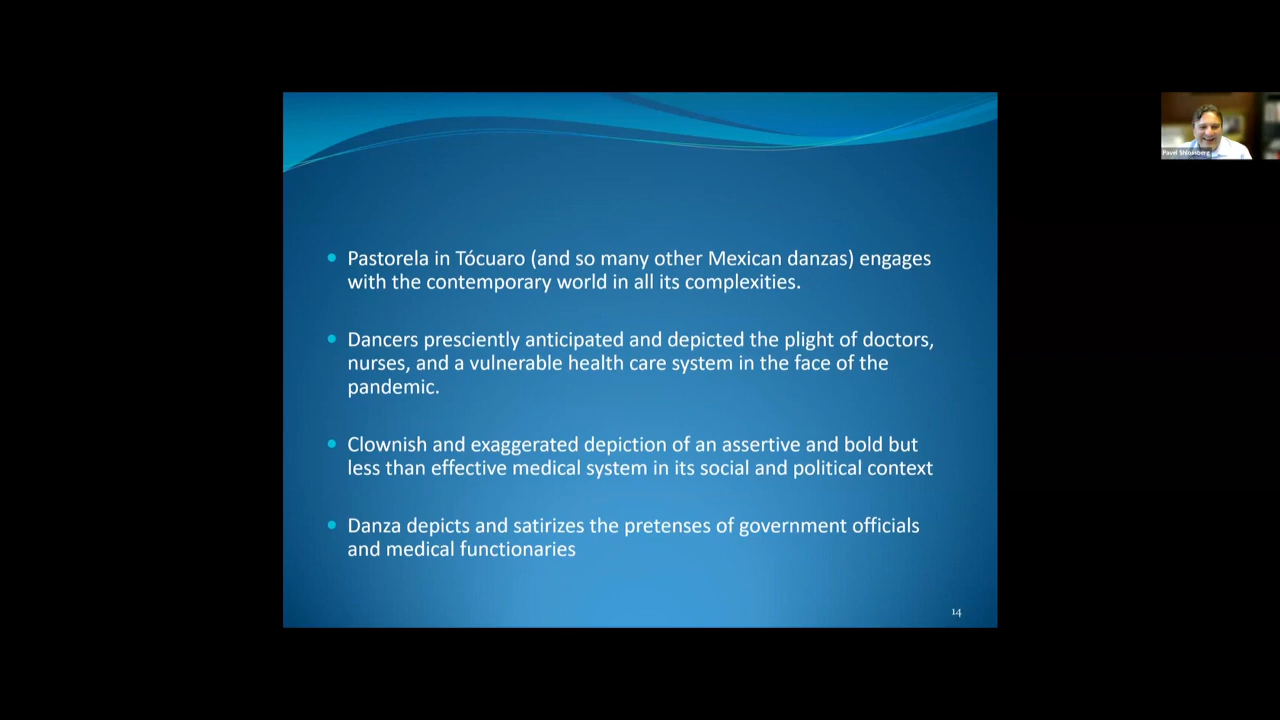 Pastorela in Tócuaro (and so many other Mexican danzas) engages
with the contemporary world in all its complexities.
Dancers presciently anticipated and depicted the plight of doctors,
nurses, and a vulnerable health care system in the face of the
pandemic.
Clownish and exaggerated depiction of an assertive and bold but
less than effective medical system in its social and political context
Danza depicts and satirizes the pretenses of government officials
and medical functionaries
14
Pavel Shlossberg